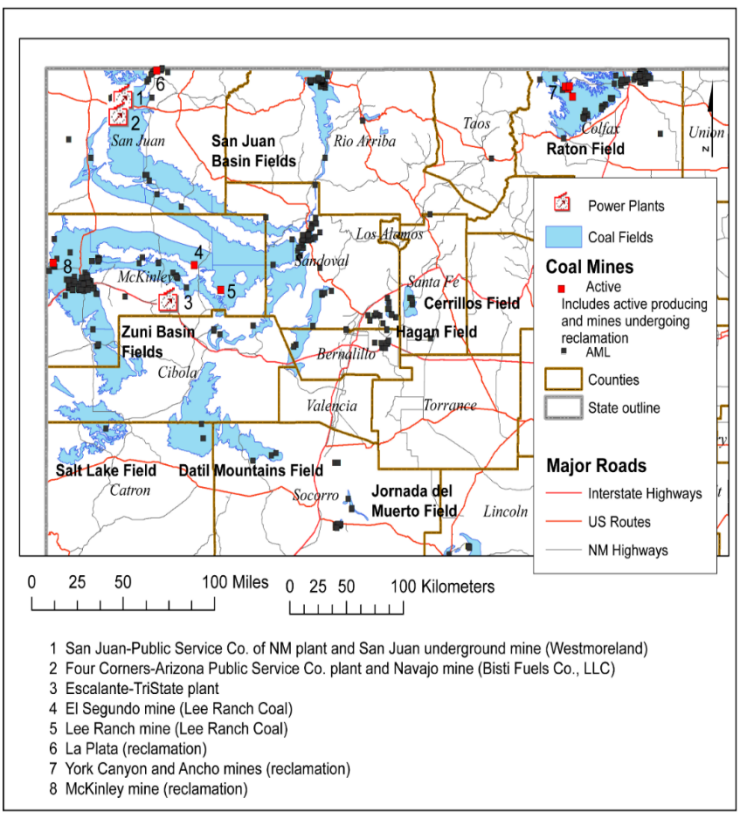 6
1
7
2
San Juan
San Juan
Basin Fields
Rio Arriba
Taos
Colfax
Raton Field
Union
N
Los Alamos
4
Sandoval
8
McKinley
5
3
Santa Fe
Cerrillos Field
Hagan Field
Zuni Basin
Fields
Bernalillo
Cibola
Valencia
Torrance
Salt Lake Field
Datil Mountains Field
Catron
Socorro
Jornada del
Muerto Field
Lincoln
Power Plants
Coal Fields
Coal Mines
Active
Includes active producing
and mines undergoing
reclamation
AML
Counties
State outline
Major Roads
Interstate Highways
US Routes
NM Highways
0 25 50 100 Miles
0 25 50 100 Kilometers
1 San Juan-Public Service Co. of NM plant and San Juan underground mine (Westmoreland)
2 Four Corners-Arizona Public Service Co. plant and Navajo mine (Bisti Fuels Co., LLC)
3 Escalante-TriState plant
4 El Segundo mine (Lee Ranch Coal)
5 Lee Ranch mine (Lee Ranch Coal)
6 La Plata (reclamation)
7 York Canyon and Ancho mines (reclamation)
8 McKinley mine (reclamation)